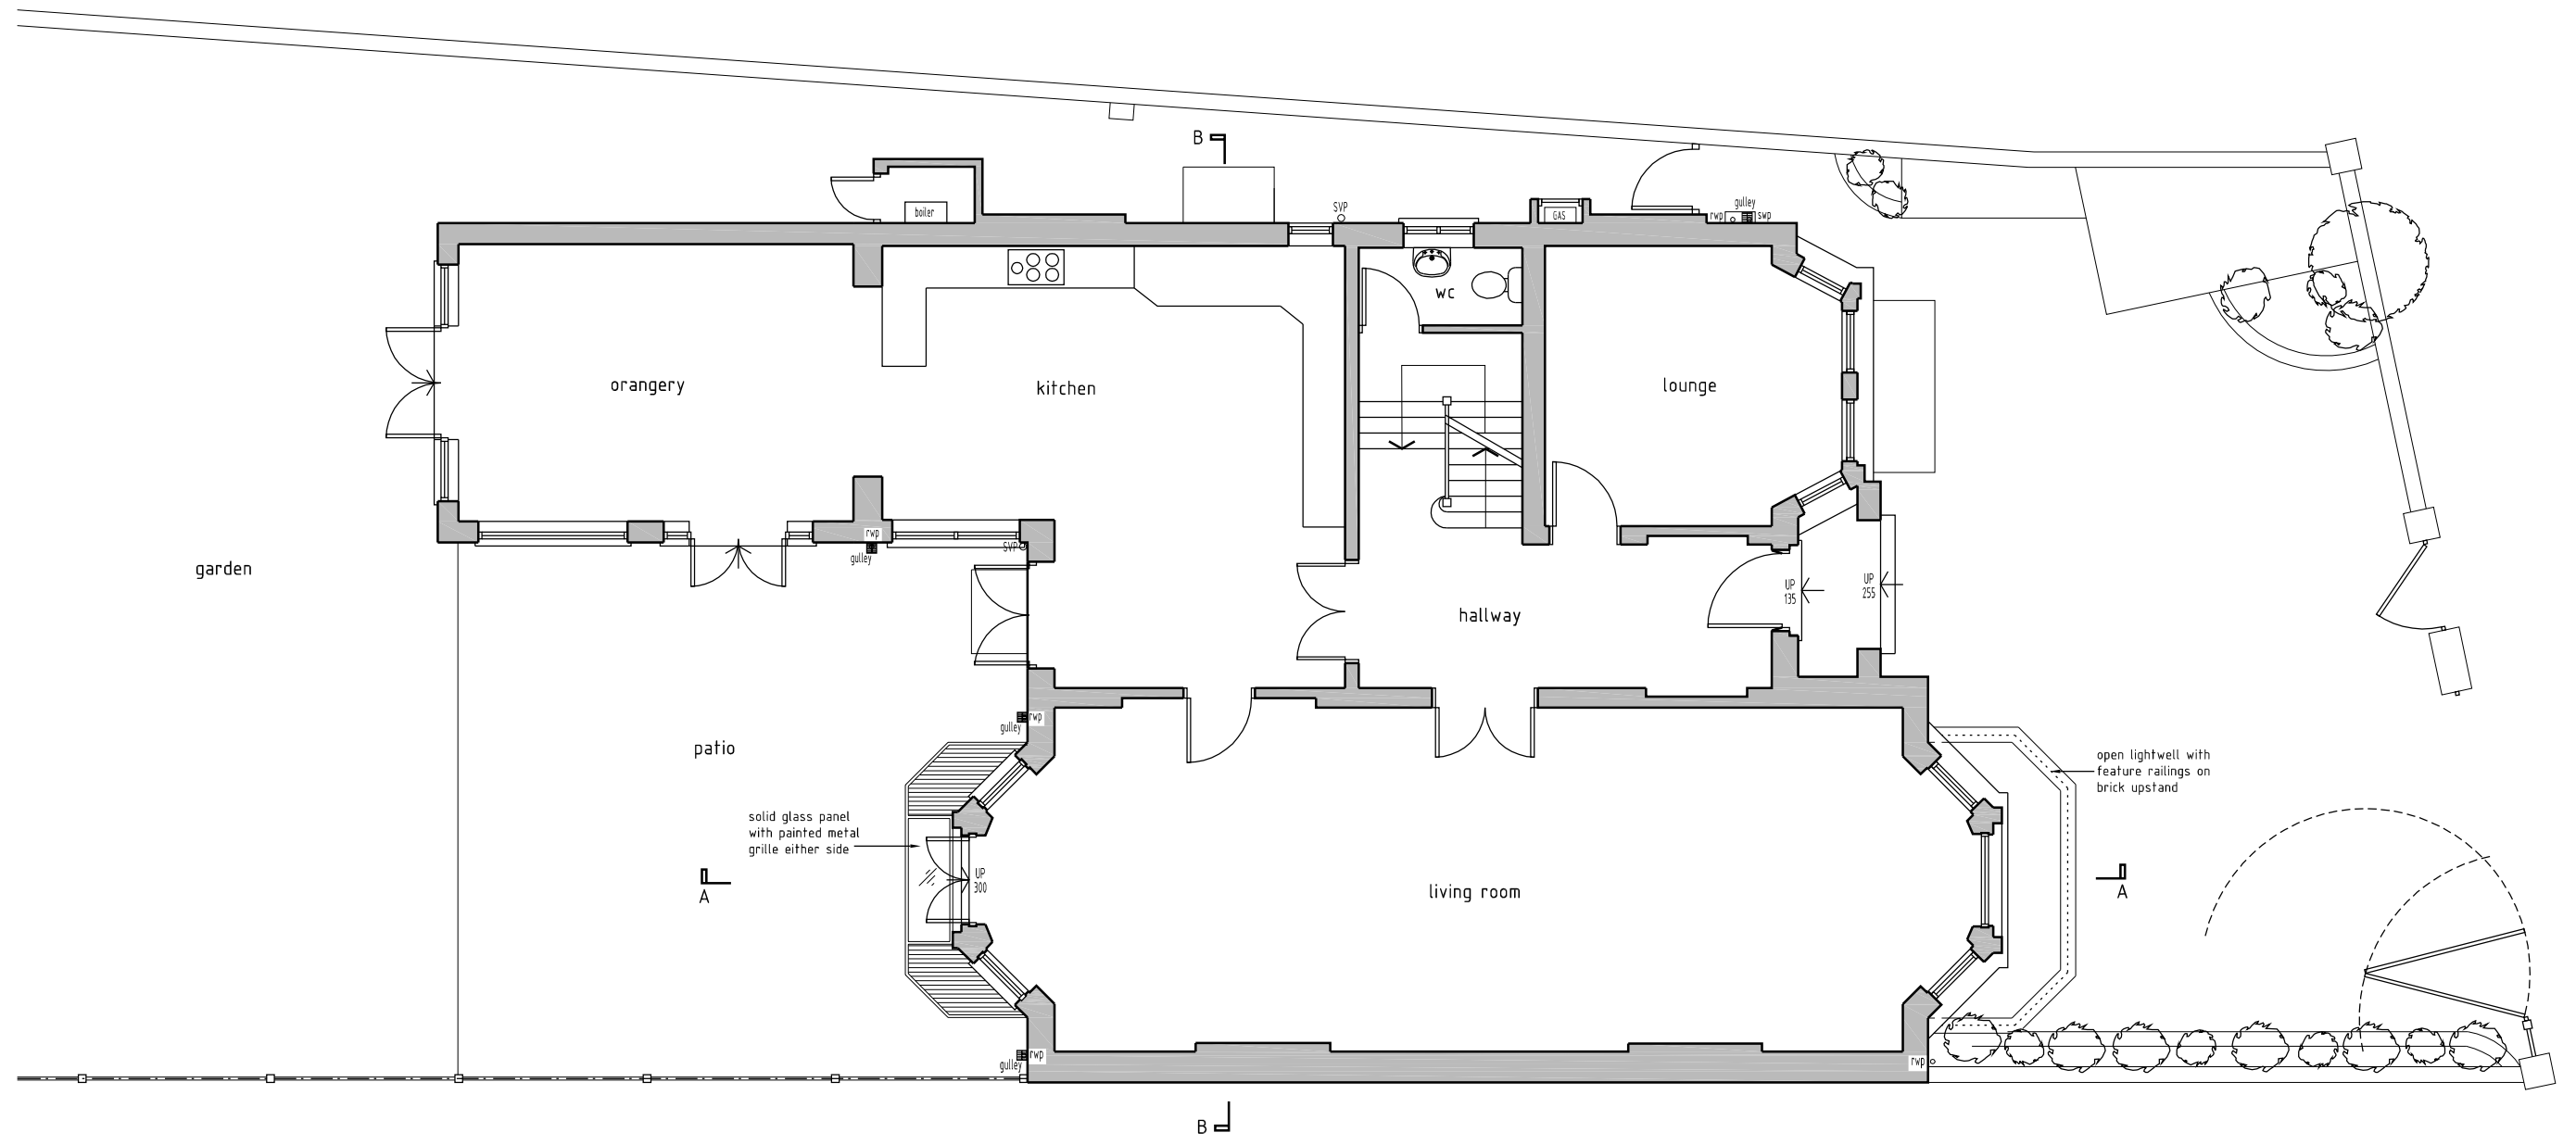 B
SVP
gulley
rwp
swp
boiler
GAS
WC
orangery
kitchen
lounge
rwp
gulley
SVP
garden
UP
135
UP
255
hallway
rwp
gulley
patio
open lightwell with
feature railings on
brick upstand
solid glass panel
with painted metal
grille either side
UP
300
A
living room
A
rwp
gulley
rwp
B